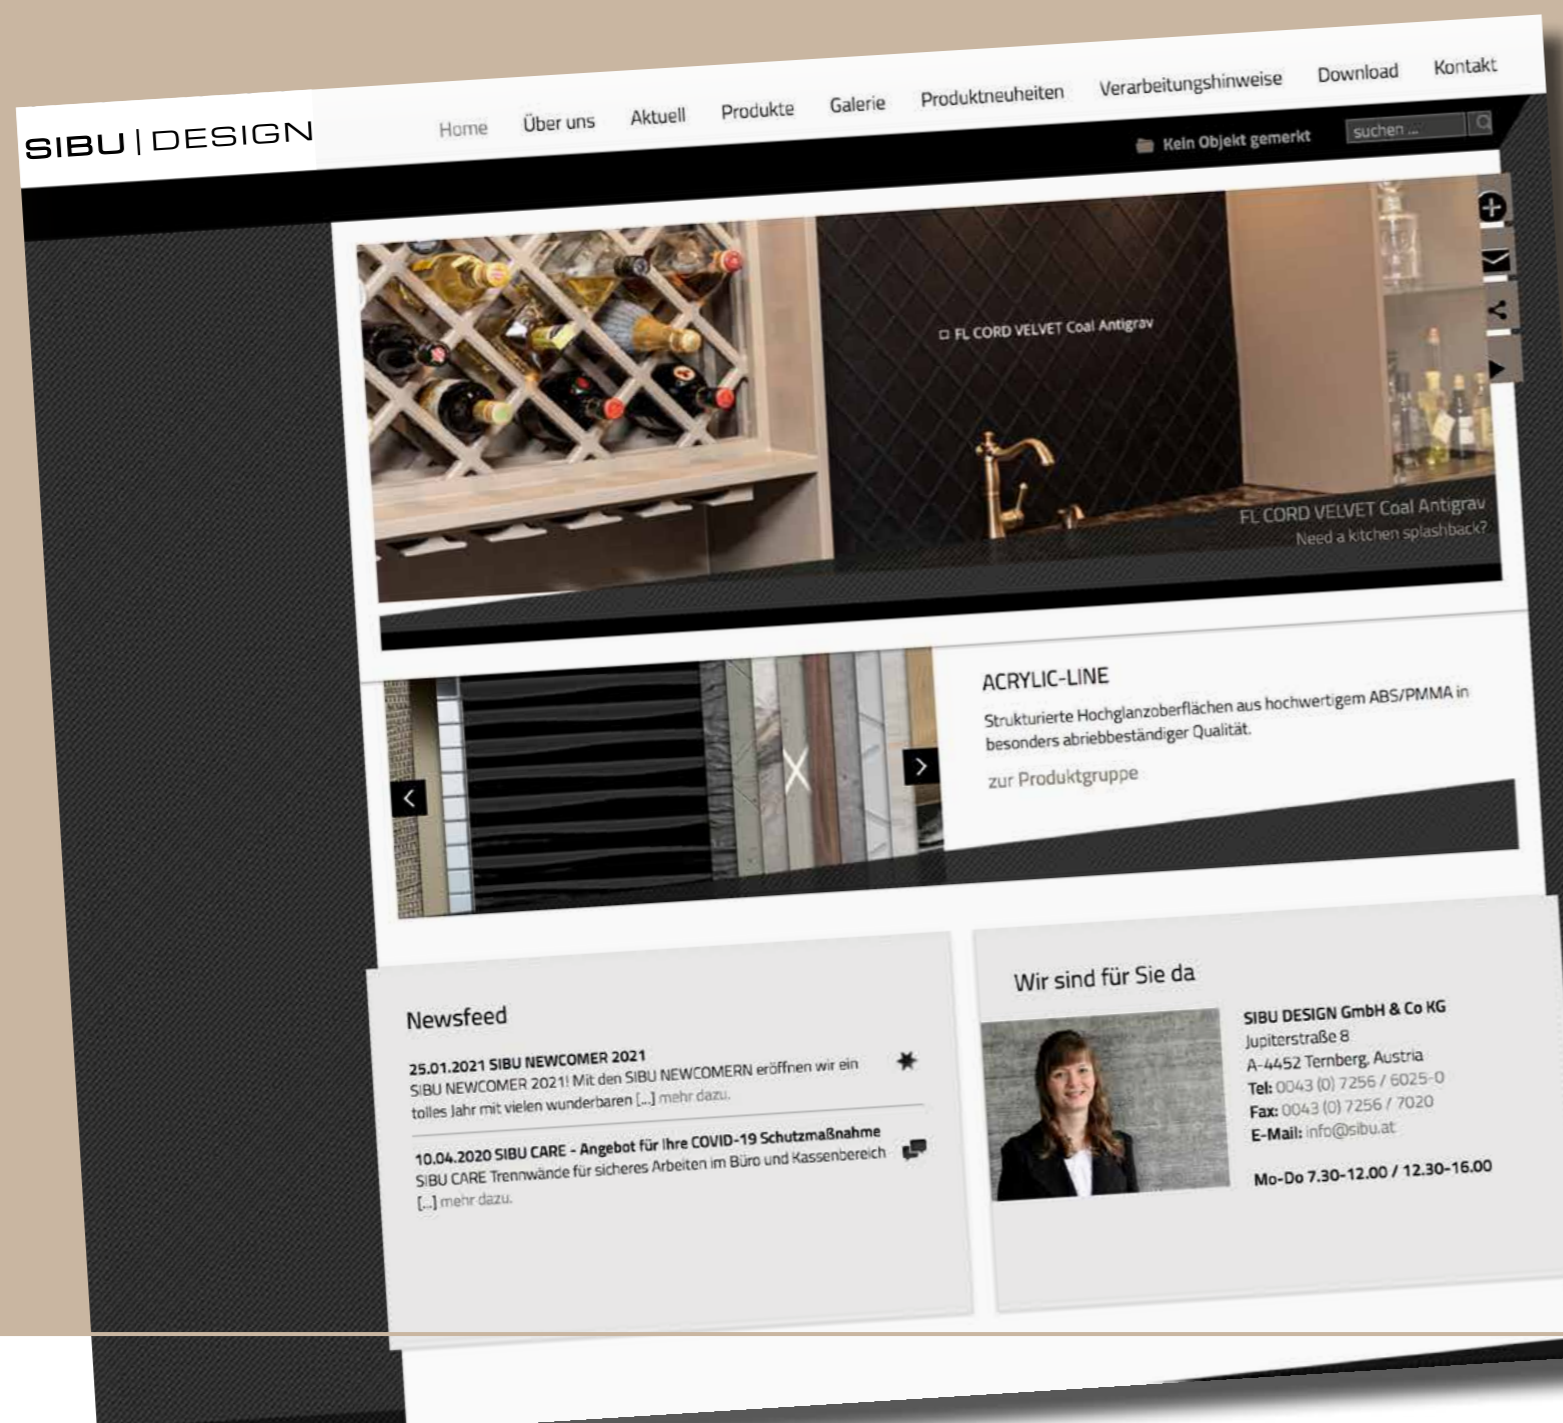 SIBU | DESIGN
Home Über uns Aktuell Produkte Galerie Produktneuheiten Verarbeitungshinweise Download Kontakt
Kein Objekt gemerkt suchen ...
□ FL CORD VELVET Coal Antigrav
FL CORD VELVET Coal Antigrav
Need a kitchen splashback?
ACRYLIC-LINE
Strukturierte Hochglanzoberflächen aus hochwertigem ABS/PMMA in
besonders abriebbeständiger Qualität.
zur Produktgruppe
Newsfeed
25.01.2021 SIBU NEWCOMER 2021
SIBU NEWCOMER 2021! Mit den SIBU NEWCOMERN eröffnen wir ein
tolles Jahr mit vielen wunderbaren [...] mehr dazu.
10.04.2020 SIBU CARE - Angebot für Ihre COVID-19 Schutzmaßnahme
SIBU CARE Trennwände für sicheres Arbeiten im Büro und Kassenbereich
[...] mehr dazu.
Wir sind für Sie da
SIBU DESIGN GmbH & Co KG
Jupiterstraße 8
A-4452 Ternberg, Austria
Tel: 0043 (0) 7256 / 6025-0
Fax: 0043 (0) 7256 / 7020
E-Mail: info@sibu.at
Mo-Do 7.30-12.00 / 12.30-16.00